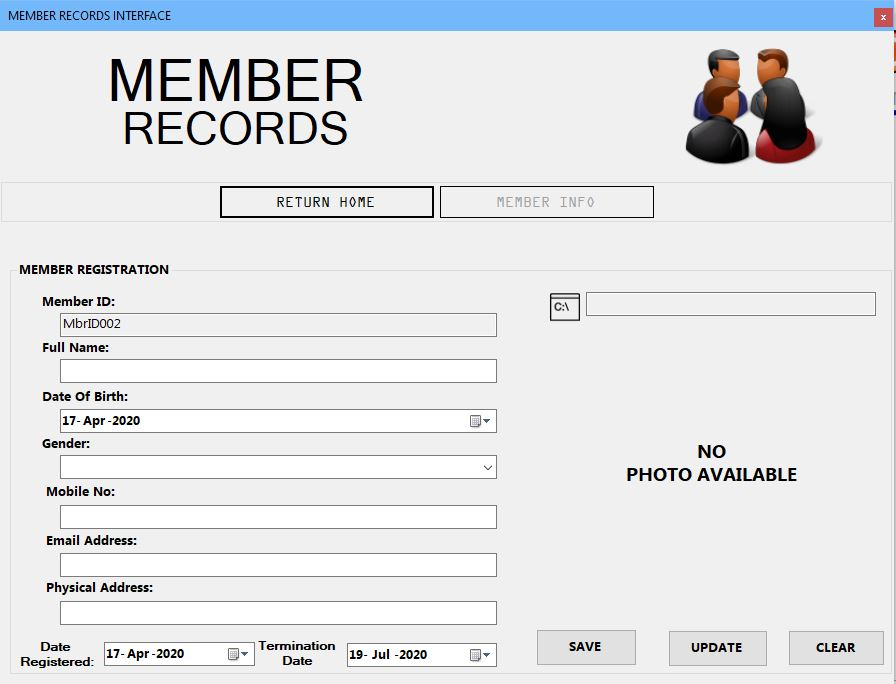 MEMBER RECORDS INTERFACE
x
MEMBER
RECORDS
RETURN HOME
MEMBER INFO
MEMBER REGISTRATION
Member ID:
MbrID002
C:\
Full Name:
Date Of Birth:
17- Apr -2020
Gender:
NO
PHOTO AVAILABLE
Mobile No:
Email Address:
Physical Address:
Date
Registered:
17- Apr -2020
Termination
Date
19- Jul -2020
SAVE
UPDATE
CLEAR